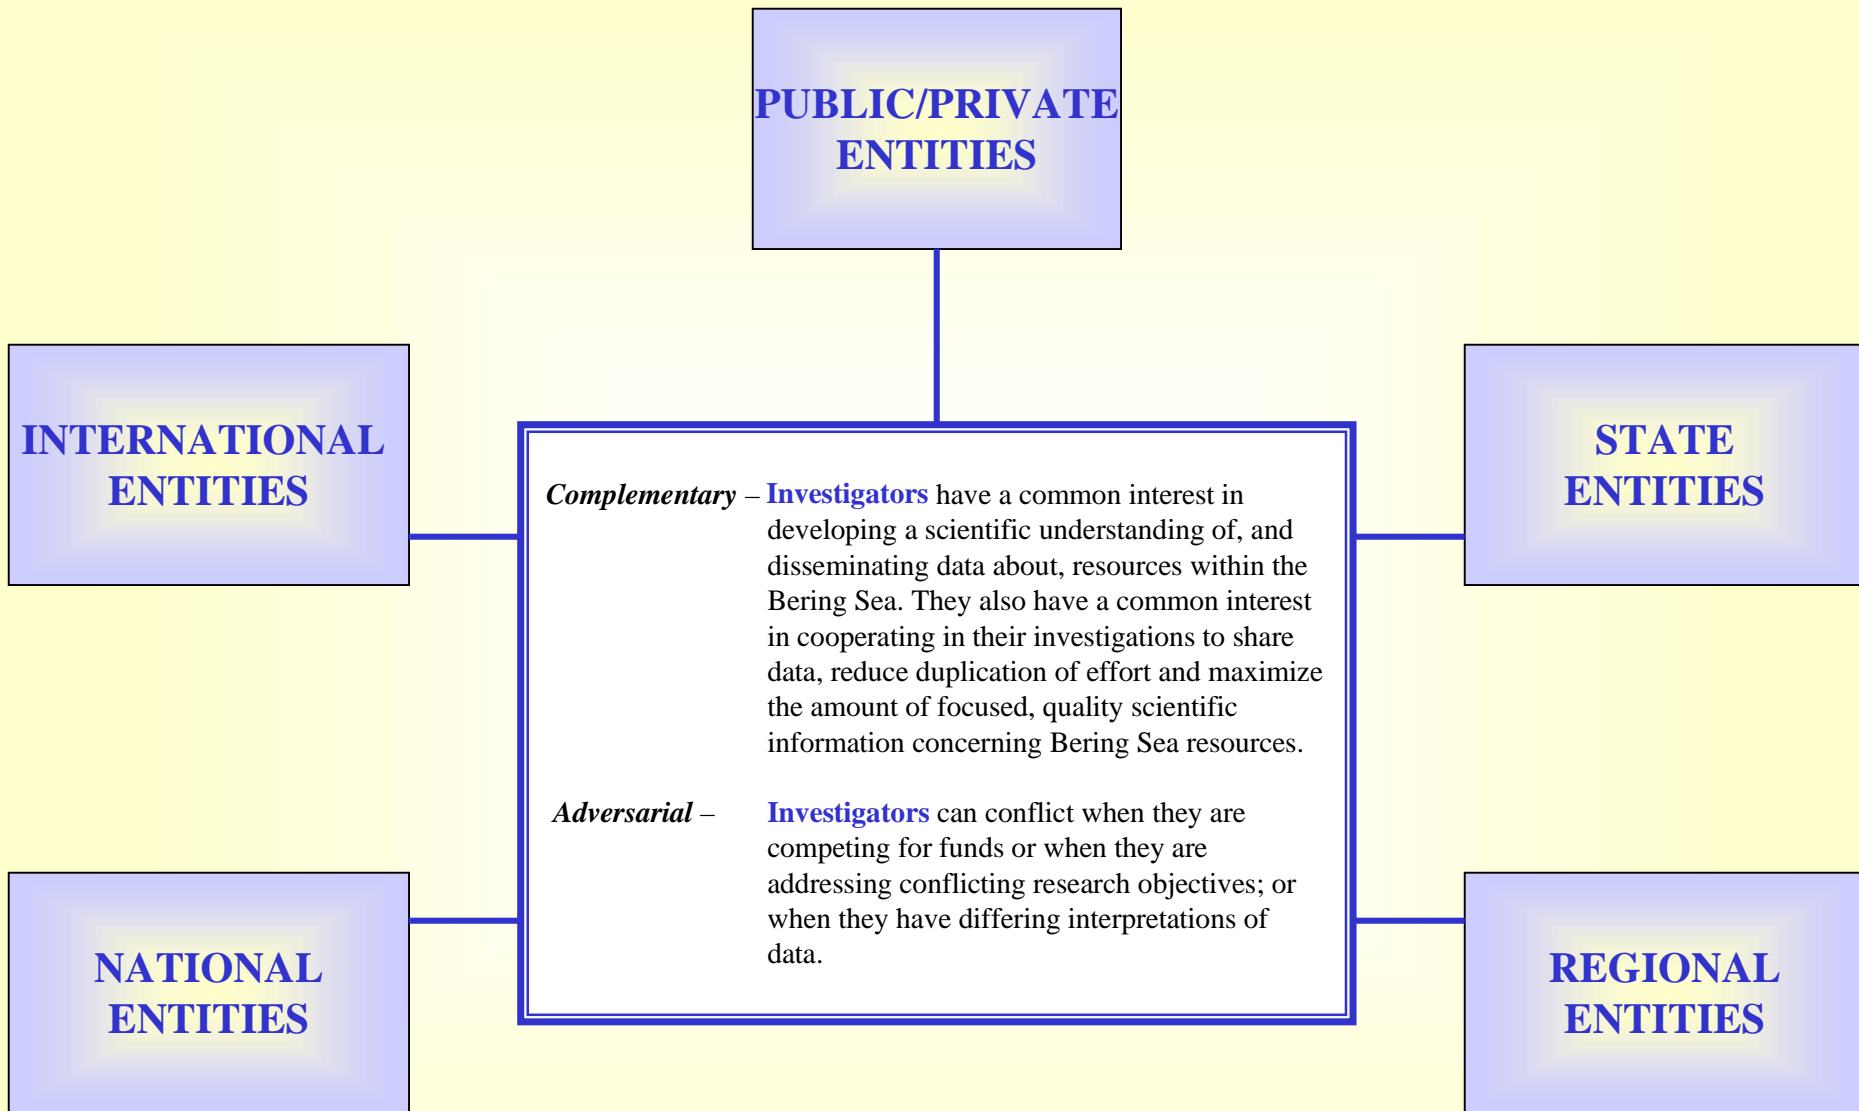 PUBLIC/PRIVATE
ENTITIES
INTERNATIONAL
ENTITIES
STATE
ENTITIES
Complementary – Investigators have a common interest in
developing a scientific understanding of, and
disseminating data about, resources within the
Bering Sea. They also have a common interest
in cooperating in their investigations to share
data, reduce duplication of effort and maximize
the amount of focused, quality scientific
information concerning Bering Sea resources.
Adversarial – Investigators can conflict when they are
competing for funds or when they are
addressing conflicting research objectives; or
when they have differing interpretations of
data.
NATIONAL
ENTITIES
REGIONAL
ENTITIES